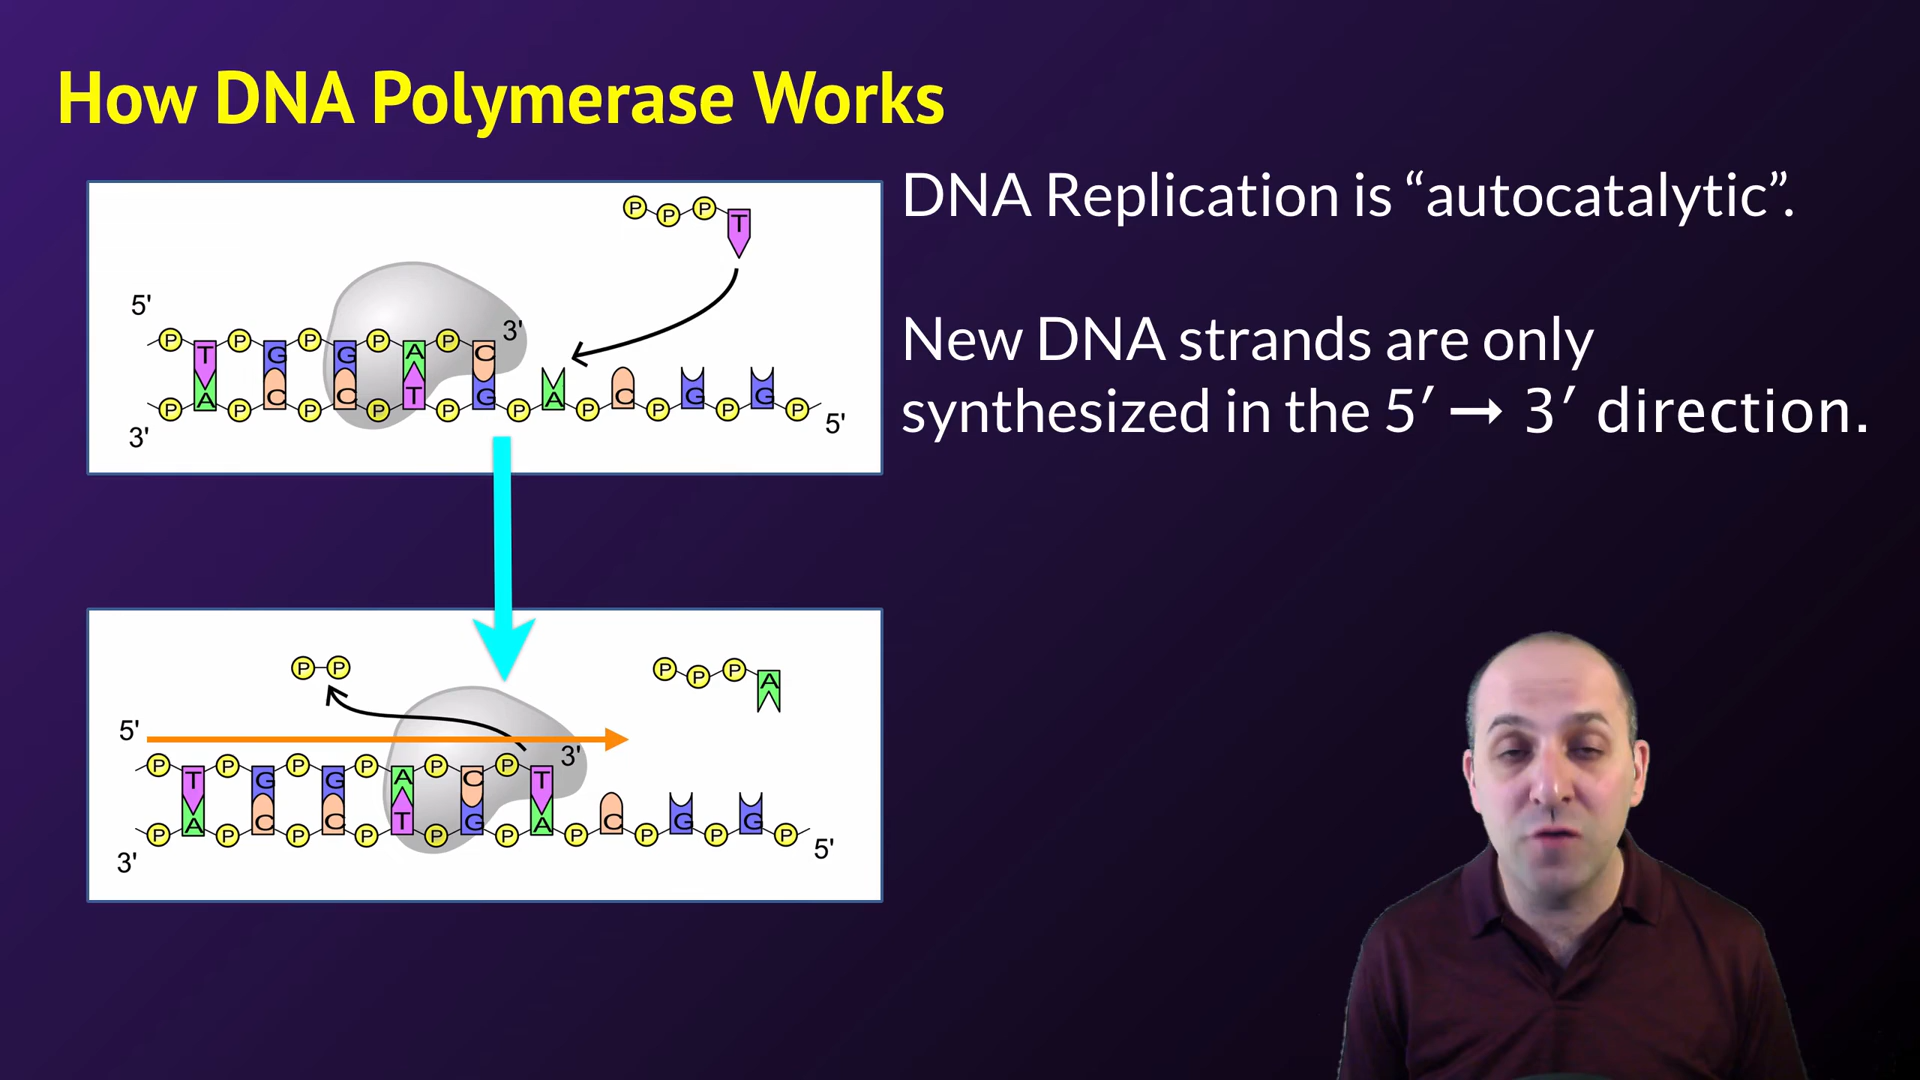 How DNA Polymerase Works
DNA Replication is “autocatalytic”.
New DNA strands are only
synthesized in the 5′ → 3′ direction.
P P P T
5'
3'
P T P G P G P A P C
P A P C P C P T P G P A P C P G P G P
3'
5'
P P
P P P A
5'
3'
P T P G P G P A P C P T
P A P C P C P T P G P A P C P G P G P
3'
5'